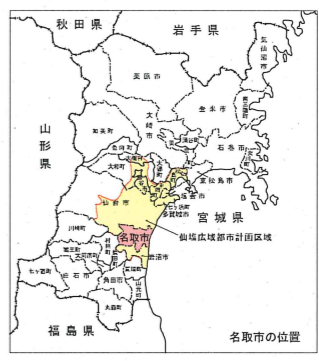 秋田県
岩手県
気仙沼市
栗原市
登米市
南三陸町
加美町
大崎市
涌谷町
石巻市
女川町
色麻町
大衡村
大和町
大郷町
東松島市
山形県
塩竈市
七ヶ浜町
多賀城市
仙台市
宮城県
仙塩広域都市計画区域
川崎町
名取市
村田町
岩沼市
蔵王町
大河原町
柴田町
七ヶ宿町
白石市
角田市
亘理町
山元町
丸森町
福島県
名取市の位置